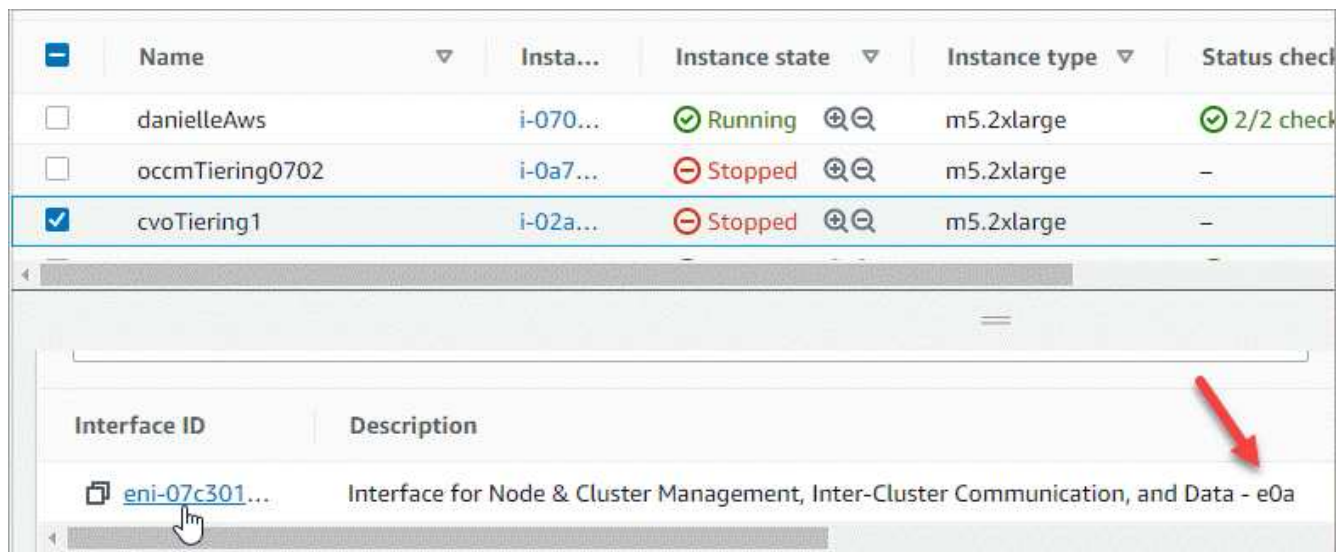 Name Insta... Instance state Instance type Status check
danielleAws i-070... Running m5.2xlarge 2/2 check
occmTiering0702 i-0a7... Stopped m5.2xlarge –
cvoTiering1 i-02a... Stopped m5.2xlarge –
Interface ID Description
eni-07c301... Interface for Node & Cluster Management, Inter-Cluster Communication, and Data - e0a